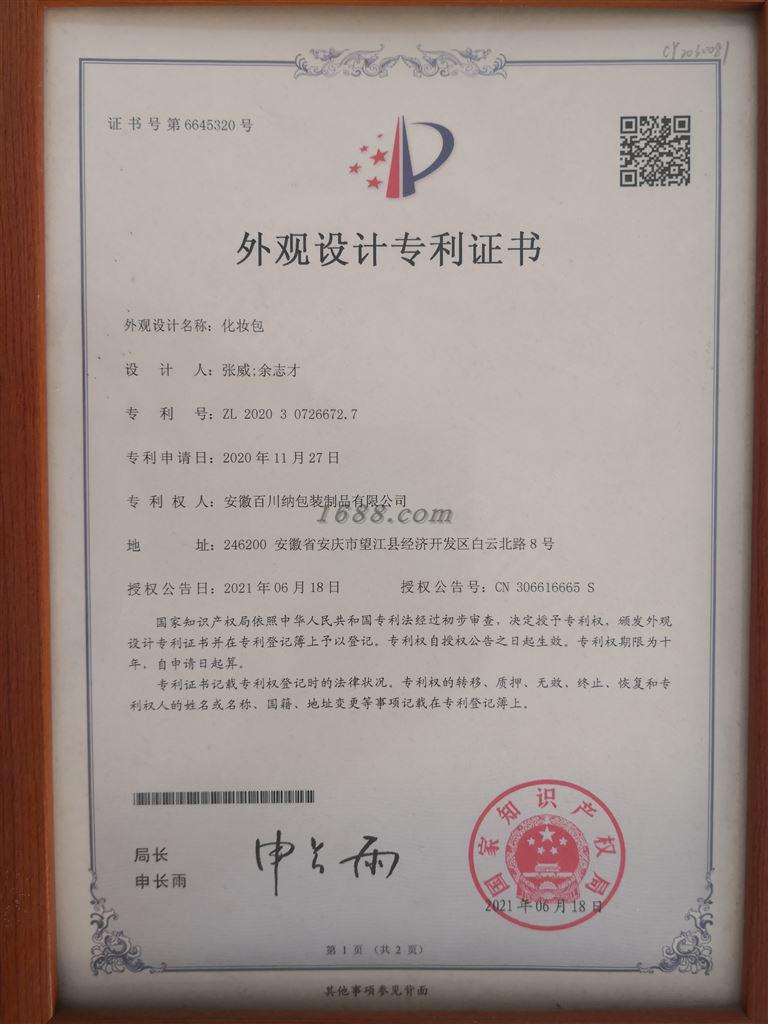 CY2030081
证书号第6645320号
外观设计专利证书
外观设计名称：化妆包
设 计 人：张威;余志才
专 利 号：ZL 2020 3 0726672.7
专利申请日：2020年11月27日
专 利 权 人：安徽百川纳包装制品有限公司
1688.com
地 址：246200 安徽省安庆市望江县经济开发区白云北路8号
授权公告日：2021年06月18日 授权公告号：CN 306616665 S
国家知识产权局依照中华人民共和国专利法经过初步审查，决定授予专利权，颁发外观
设计专利证书并在专利登记簿上予以登记。专利权自授权公告之日起生效。专利权期限为十
年，自申请日起算。
专利证书记载专利权登记时的法律状况。专利权的转移、质押、无效、终止、恢复和专
利权人的姓名或名称、国籍、地址变更等事项记载在专利登记簿上。
局长
申长雨
申长雨
国家知识产权局
2021年06月18日
第1页（共2页）
其他事项参见背面